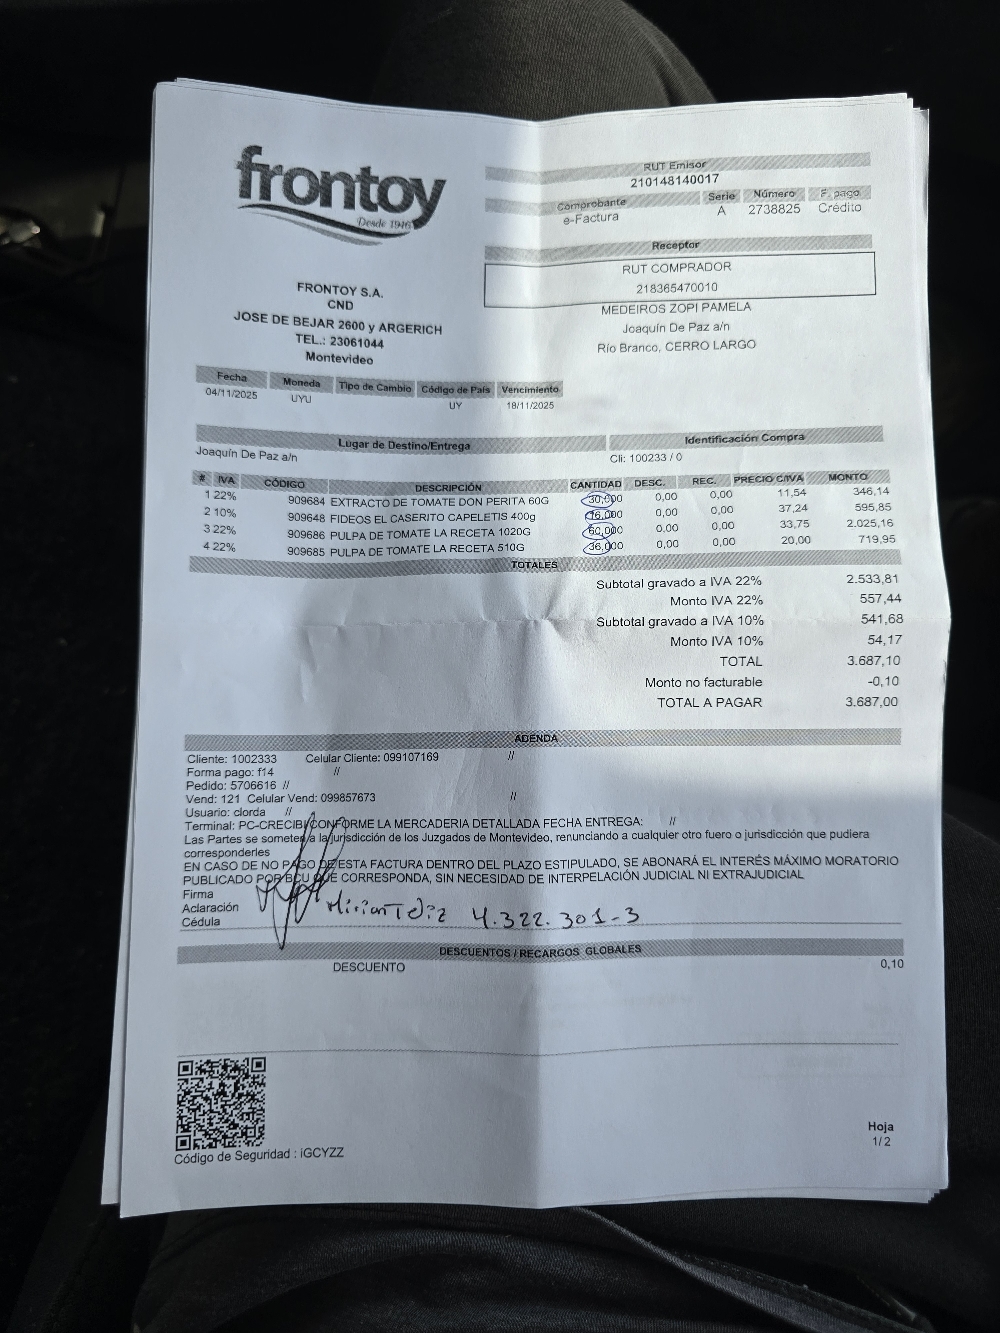 frontoy
Desde 1946
FRONTOY S.A.
CND
JOSE DE BEJAR 2600 y ARGERICH
TEL.: 23061044
Montevideo
RUT Emisor
210148140017
Comprobante Serie Número F. pago
e-Factura A 2738825 Crédito
Receptor
RUT COMPRADOR
218365470010
MEDEIROS ZOPI PAMELA
Joaquín De Paz a/n
Río Branco, CERRO LARGO
Fecha Moneda Tipo de Cambio Código de País Vencimiento
04/11/2025 UYU UY 18/11/2025
Lugar de Destino/Entrega Identificación Compra
Joaquín De Paz a/n Cli: 100233 / 0
# IVA CÓDIGO DESCRIPCIÓN CANTIDAD DESC. REC. PRECIO C/IVA MONTO
1 22% 909684 EXTRACTO DE TOMATE DON PERITA 60G 30,000 0,00 0,00 11,54 346,14
2 10% 909648 FIDEOS EL CASERITO CAPELETIS 400g 16,000 0,00 0,00 37,24 595,85
3 22% 909686 PULPA DE TOMATE LA RECETA 1020G 60,000 0,00 0,00 33,75 2.025,16
4 22% 909685 PULPA DE TOMATE LA RECETA 510G 36,000 0,00 0,00 20,00 719,95
TOTALES
Subtotal gravado a IVA 22% 2.533,81
Monto IVA 22% 557,44
Subtotal gravado a IVA 10% 541,68
Monto IVA 10% 54,17
TOTAL 3.687,10
Monto no facturable -0,10
TOTAL A PAGAR 3.687,00
ADENDA
Cliente: 1002333 Celular Cliente: 099107169 //
Forma pago: f14 //
Pedido: 5706616 //
Vend: 121 Celular Vend: 099857673 //
Usuario: clorda //
Terminal: PC-CRECIBI CONFORME LA MERCADERIA DETALLADA FECHA ENTREGA: //
Las Partes se someten a la jurisdicción de los Juzgados de Montevideo, renunciando a cualquier otro fuero o jurisdicción que pudiera
corresponderles
EN CASO DE NO PAGO DE ESTA FACTURA DENTRO DEL PLAZO ESTIPULADO, SE ABONARÁ EL INTERÉS MÁXIMO MORATORIO
PUBLICADO POR BCU QUE CORRESPONDA, SIN NECESIDAD DE INTERPELACIÓN JUDICIAL NI EXTRAJUDICIAL
Firma
Aclaración Mirian Teliz 4.322.301-3
Cédula
DESCUENTOS / RECARGOS GLOBALES
DESCUENTO 0,10
Código de Seguridad : iGCYZZ
Hoja
1/2